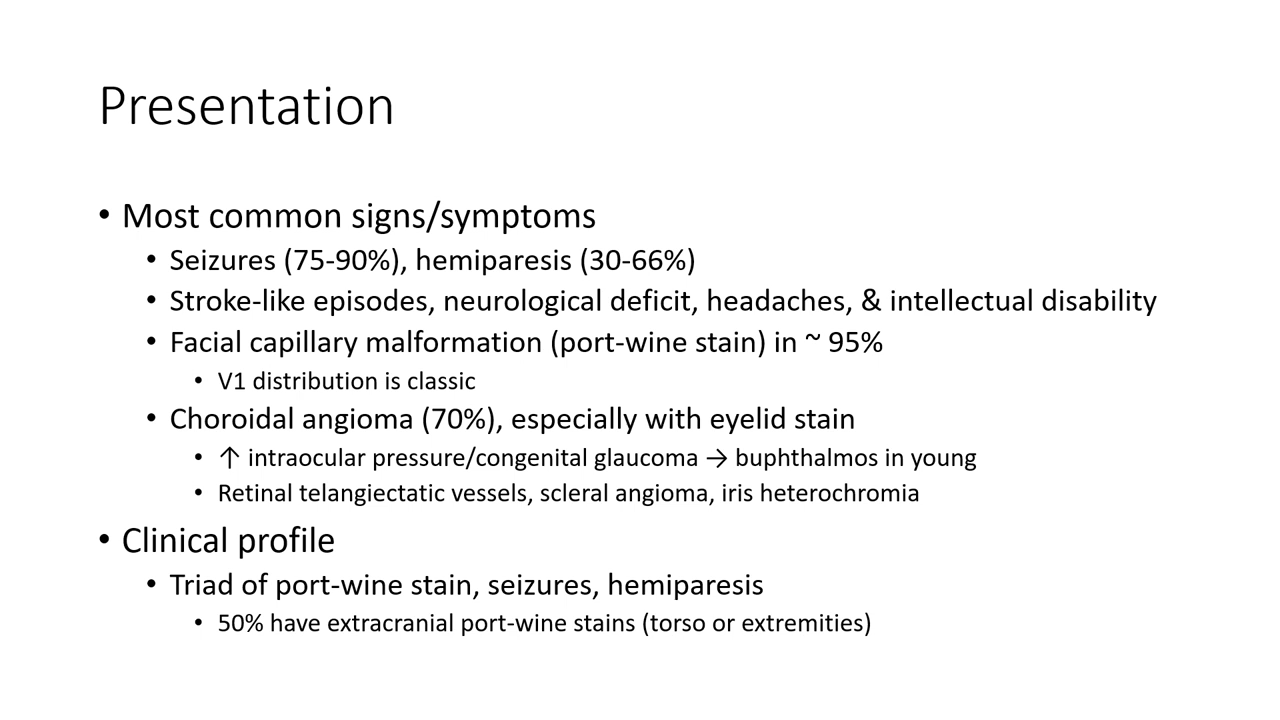 Presentation
• Most common signs/symptoms
• Seizures (75-90%), hemiparesis (30-66%)
• Stroke-like episodes, neurological deficit, headaches, & intellectual disability
• Facial capillary malformation (port-wine stain) in ~ 95%
• V1 distribution is classic
• Choroidal angioma (70%), especially with eyelid stain
• ↑ intraocular pressure/congenital glaucoma → buphthalmos in young
• Retinal telangiectatic vessels, scleral angioma, iris heterochromia
• Clinical profile
• Triad of port-wine stain, seizures, hemiparesis
• 50% have extracranial port-wine stains (torso or extremities)